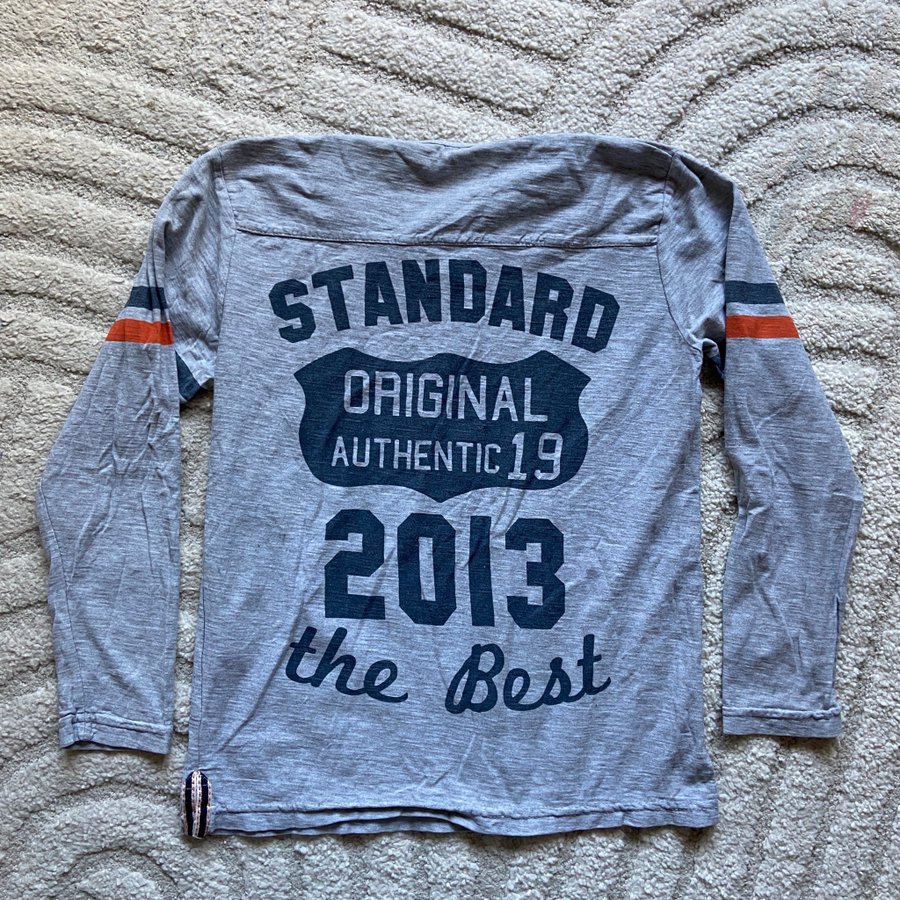 STANDARD
ORIGINAL
AUTHENTIC 19
2013
the Best